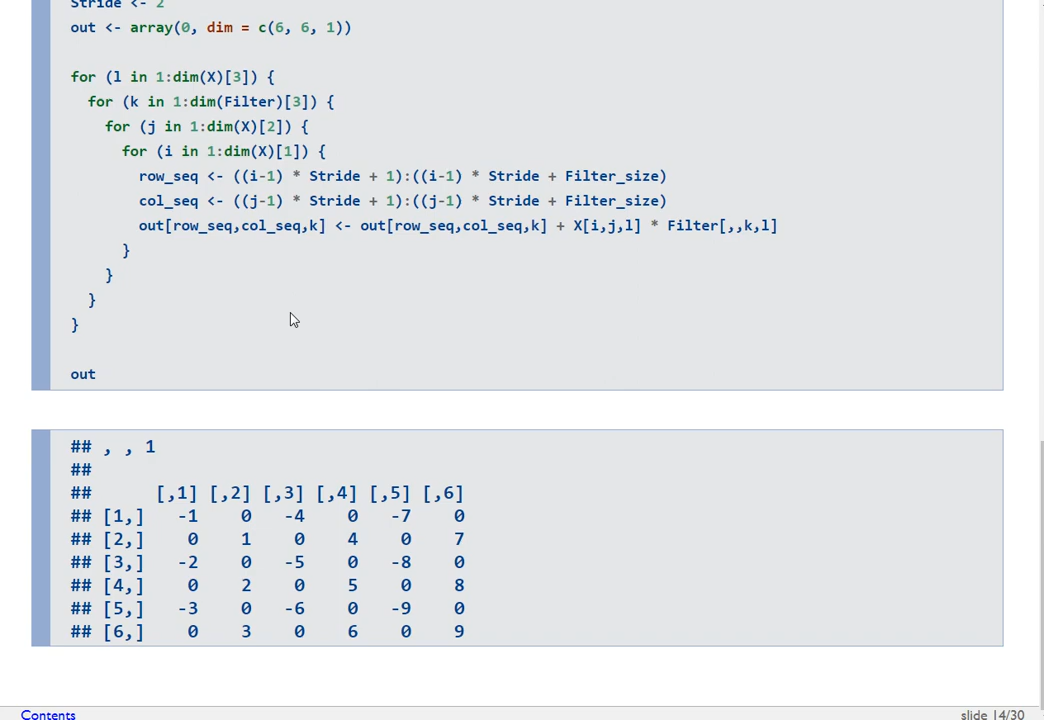 Stride <- 2
out <- array(0, dim = c(6, 6, 1))
for (l in 1:dim(X)[3]) {
  for (k in 1:dim(Filter)[3]) {
    for (j in 1:dim(X)[2]) {
      for (i in 1:dim(X)[1]) {
        row_seq <- ((i-1) * Stride + 1):((i-1) * Stride + Filter_size)
        col_seq <- ((j-1) * Stride + 1):((j-1) * Stride + Filter_size)
        out[row_seq,col_seq,k] <- out[row_seq,col_seq,k] + X[i,j,l] * Filter[,,k,l]
      }
    }
  }
}
out
## , , 1
##
##      [,1] [,2] [,3] [,4] [,5] [,6]
## [1,]   -1    0   -4    0   -7    0
## [2,]    0    1    0    4    0    7
## [3,]   -2    0   -5    0   -8    0
## [4,]    0    2    0    5    0    8
## [5,]   -3    0   -6    0   -9    0
## [6,]    0    3    0    6    0    9
Contents
slide 14/30